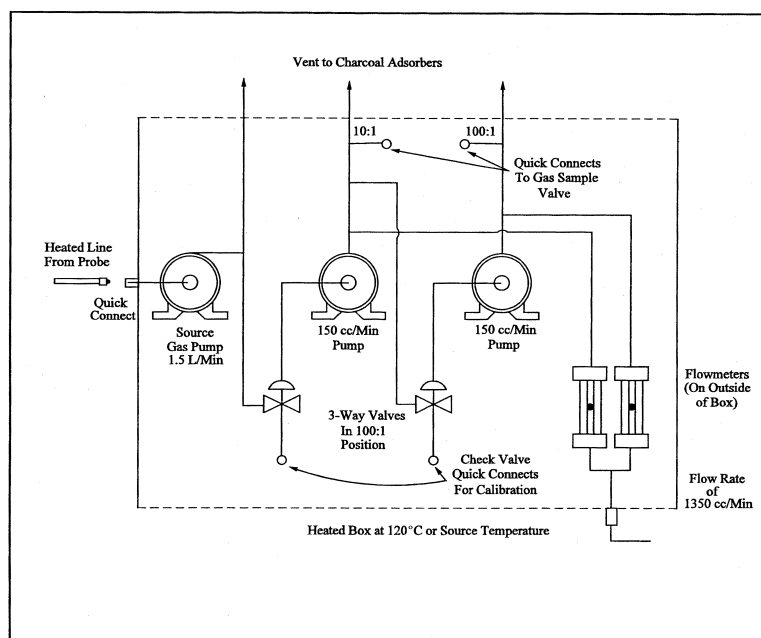 Vent to Charcoal Adsorbers
10:1
100:1
Quick Connects
To Gas Sample
Valve
Heated Line
From Probe
Quick
Connect
Source
Gas Pump
1.5 L/Min
150 cc/Min
Pump
150 cc/Min
Pump
Flowmeters
(On Outside
of Box)
3-Way Valves
In 100:1
Position
Check Valve
Quick Connects
For Calibration
Flow Rate
of
1350 cc/Min
Heated Box at 120°C or Source Temperature